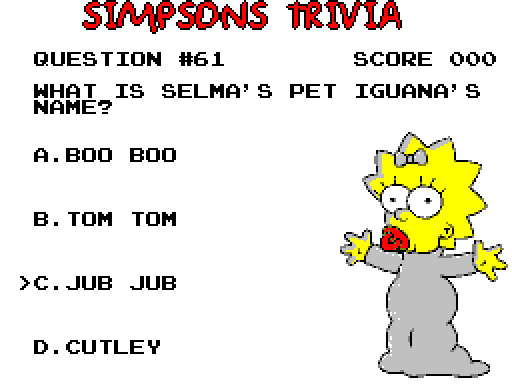 SIMPSONS TRIVIA
QUESTION #61 SCORE 000
WHAT IS SELMA'S PET IGUANA'S
NAME?
A.BOO BOO
B.TOM TOM
>C.JUB JUB
D.CUTLEY